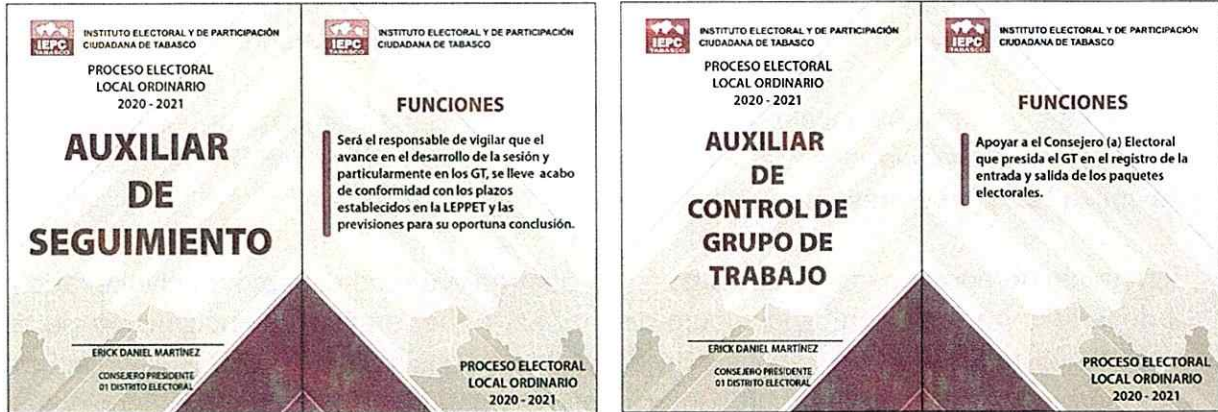 IEPC
TABASCO
INSTITUTO ELECTORAL Y DE PARTICIPACIÓN
CIUDADANA DE TABASCO
PROCESO ELECTORAL
LOCAL ORDINARIO
2020 - 2021
AUXILIAR
DE
SEGUIMIENTO
ERICK DANIEL MARTÍNEZ
CONSEJERO PRESIDENTE
01 DISTRITO ELECTORAL
IEPC
TABASCO
INSTITUTO ELECTORAL Y DE PARTICIPACIÓN
CIUDADANA DE TABASCO
FUNCIONES
Será el responsable de vigilar que el
avance en el desarrollo de la sesión y
particularmente en los GT, se lleve acabo
de conformidad con los plazos
establecidos en la LEPPET y las
previsiones para su oportuna conclusión.
PROCESO ELECTORAL
LOCAL ORDINARIO
2020 - 2021
IEPC
TABASCO
INSTITUTO ELECTORAL Y DE PARTICIPACIÓN
CIUDADANA DE TABASCO
PROCESO ELECTORAL
LOCAL ORDINARIO
2020 - 2021
AUXILIAR
DE
CONTROL DE
GRUPO DE
TRABAJO
ERICK DANIEL MARTÍNEZ
CONSEJERO PRESIDENTE
01 DISTRITO ELECTORAL
IEPC
TABASCO
INSTITUTO ELECTORAL Y DE PARTICIPACIÓN
CIUDADANA DE TABASCO
FUNCIONES
Apoyar a el Consejero (a) Electoral
que presida el GT en el registro de la
entrada y salida de los paquetes
electorales.
PROCESO ELECTORAL
LOCAL ORDINARIO
2020 - 2021